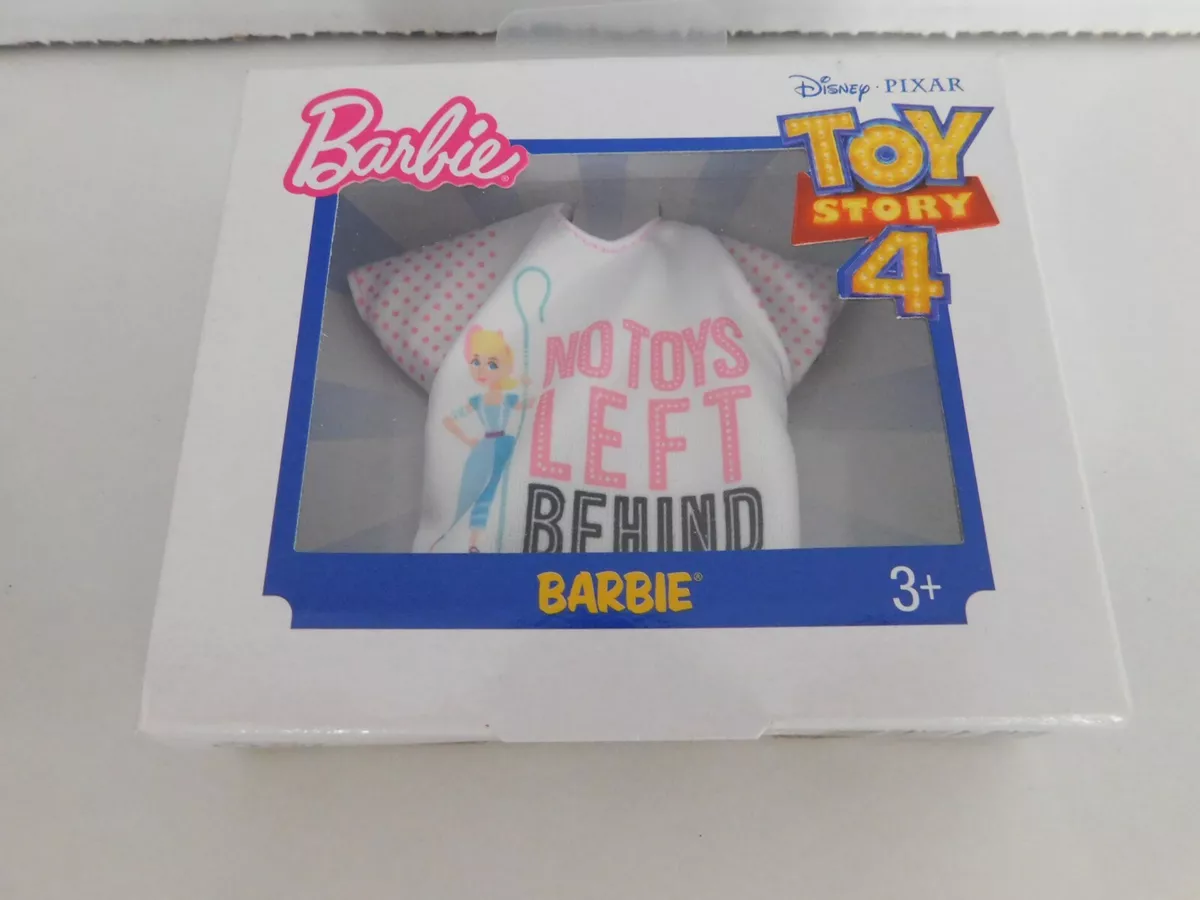 Barbie®
Disney · PIXAR
TOY
STORY
4
NO TOYS
LEFT
BEHIND
BARBIE®
3+